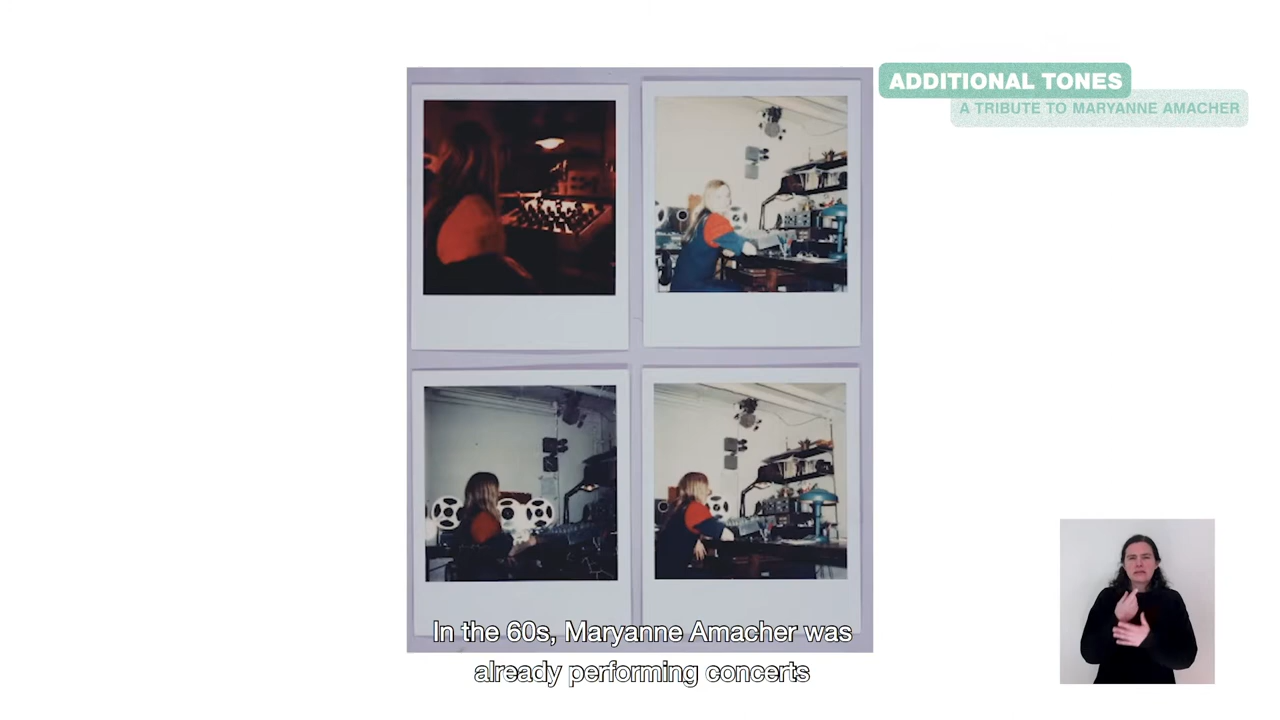 ADDITIONAL TONES
A TRIBUTE TO MARYANNE AMACHER
In the 60s, Maryanne Amacher was
already performing concerts